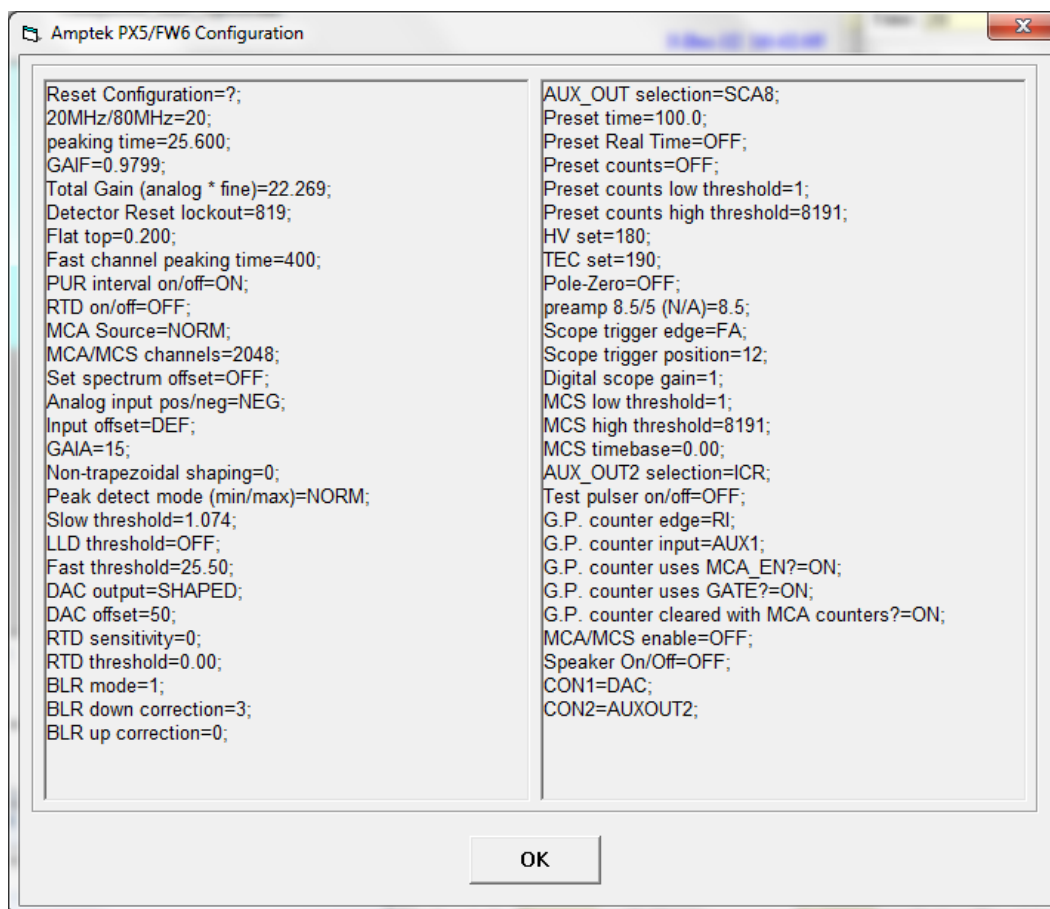 Amptek PX5/FW6 Configuration
Reset Configuration=?;
20MHz/80MHz=20;
peaking time=25.600;
GAIF=0.9799;
Total Gain (analog * fine)=22.269;
Detector Reset lockout=819;
Flat top=0.200;
Fast channel peaking time=400;
PUR interval on/off=ON;
RTD on/off=OFF;
MCA Source=NORM;
MCA/MCS channels=2048;
Set spectrum offset=OFF;
Analog input pos/neg=NEG;
Input offset=DEF;
GAIA=15;
Non-trapezoidal shaping=0;
Peak detect mode (min/max)=NORM;
Slow threshold=1.074;
LLD threshold=OFF;
Fast threshold=25.50;
DAC output=SHAPED;
DAC offset=50;
RTD sensitivity=0;
RTD threshold=0.00;
BLR mode=1;
BLR down correction=3;
BLR up correction=0;
AUX_OUT selection=SCA8;
Preset time=100.0;
Preset Real Time=OFF;
Preset counts=OFF;
Preset counts low threshold=1;
Preset counts high threshold=8191;
HV set=180;
TEC set=190;
Pole-Zero=OFF;
preamp 8.5/5 (N/A)=8.5;
Scope trigger edge=FA;
Scope trigger position=12;
Digital scope gain=1;
MCS low threshold=1;
MCS high threshold=8191;
MCS timebase=0.00;
AUX_OUT2 selection=ICR;
Test pulser on/off=OFF;
G.P. counter edge=RI;
G.P. counter input=AUX1;
G.P. counter uses MCA_EN?=ON;
G.P. counter uses GATE?=ON;
G.P. counter cleared with MCA counters?=ON;
MCA/MCS enable=OFF;
Speaker On/Off=OFF;
CON1=DAC;
CON2=AUXOUT2;
OK